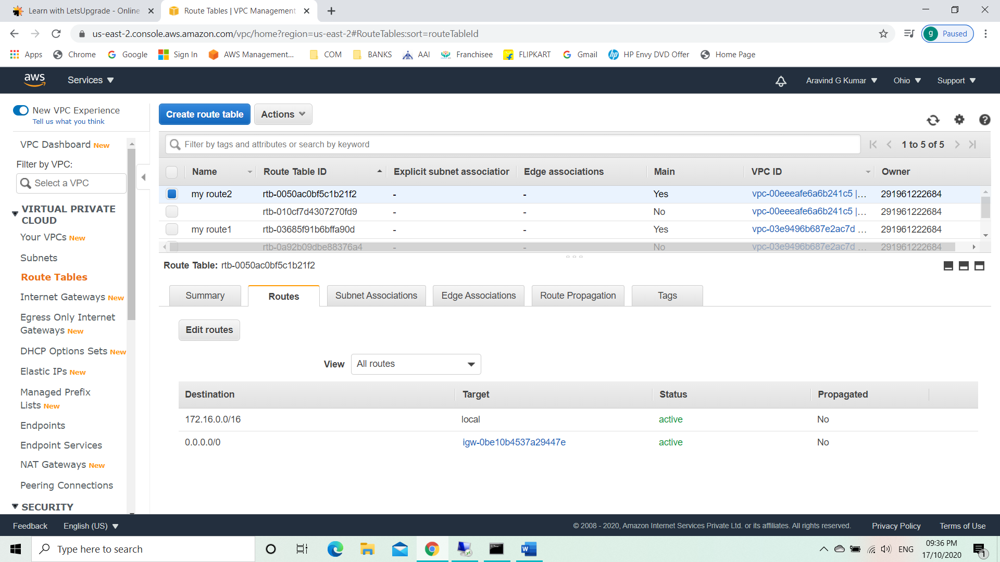 Learn with LetsUpgrade - Online
Route Tables | VPC Management
us-east-2.console.aws.amazon.com/vpc/home?region=us-east-2#RouteTables:sort=routeTableId
g Paused
Apps Chrome Google Sign In AWS Management... COM BANKS AAI Franchisee FLIPKART Gmail HP Envy DVD Offer Home Page
aws Services Aravind G Kumar Ohio Support
New VPC Experience
Tell us what you think
Create route table Actions
VPC Dashboard New
Filter by VPC:
Select a VPC
VIRTUAL PRIVATE
CLOUD
Your VPCs New
Subnets
Route Tables
Internet Gateways New
Egress Only Internet
Gateways New
DHCP Options Sets New
Elastic IPs New
Managed Prefix
Lists New
Endpoints
Endpoint Services
NAT Gateways New
Peering Connections
SECURITY
Filter by tags and attributes or search by keyword
1 to 5 of 5
Name Route Table ID Explicit subnet association Edge associations Main VPC ID Owner
my route2 rtb-0050ac0bf5c1b21f2 - - Yes vpc-00eeeafe6a6b241c5 |... 291961222684
rtb-010cf7d4307270fd9 - - No vpc-00eeeafe6a6b241c5 |... 291961222684
my route1 rtb-03685f91b6bffa90d - - Yes vpc-03e9496b687e2ac7d ... 291961222684
rtb-0a92b09dbe88376a4 - - No vpc-03e9496b687e2ac7d ... 291961222684
Route Table: rtb-0050ac0bf5c1b21f2
Summary Routes Subnet Associations Edge Associations Route Propagation Tags
Edit routes
View All routes
Destination Target Status Propagated
172.16.0.0/16 local active No
0.0.0.0/0 igw-0be10b4537a29447e active No
Feedback English (US) © 2008 - 2020, Amazon Internet Services Private Ltd. or its affiliates. All rights reserved. Privacy Policy Terms of Use
Type here to search
ENG
09:36 PM
17/10/2020
1